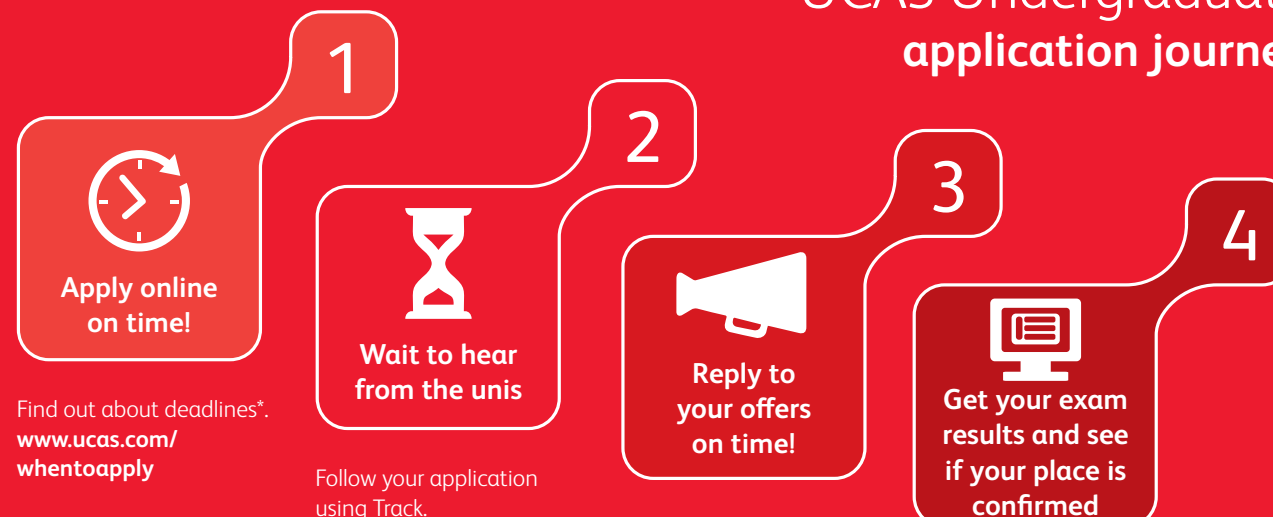 UCAS Undergraduat
application journe
1
Apply online
on time!
Find out about deadlines*.
www.ucas.com/
whentoapply
2
Wait to hear
from the unis
Follow your application
using Track.
3
Reply to
your offers
on time!
4
Get your exam
results and see
if your place is
confirmed